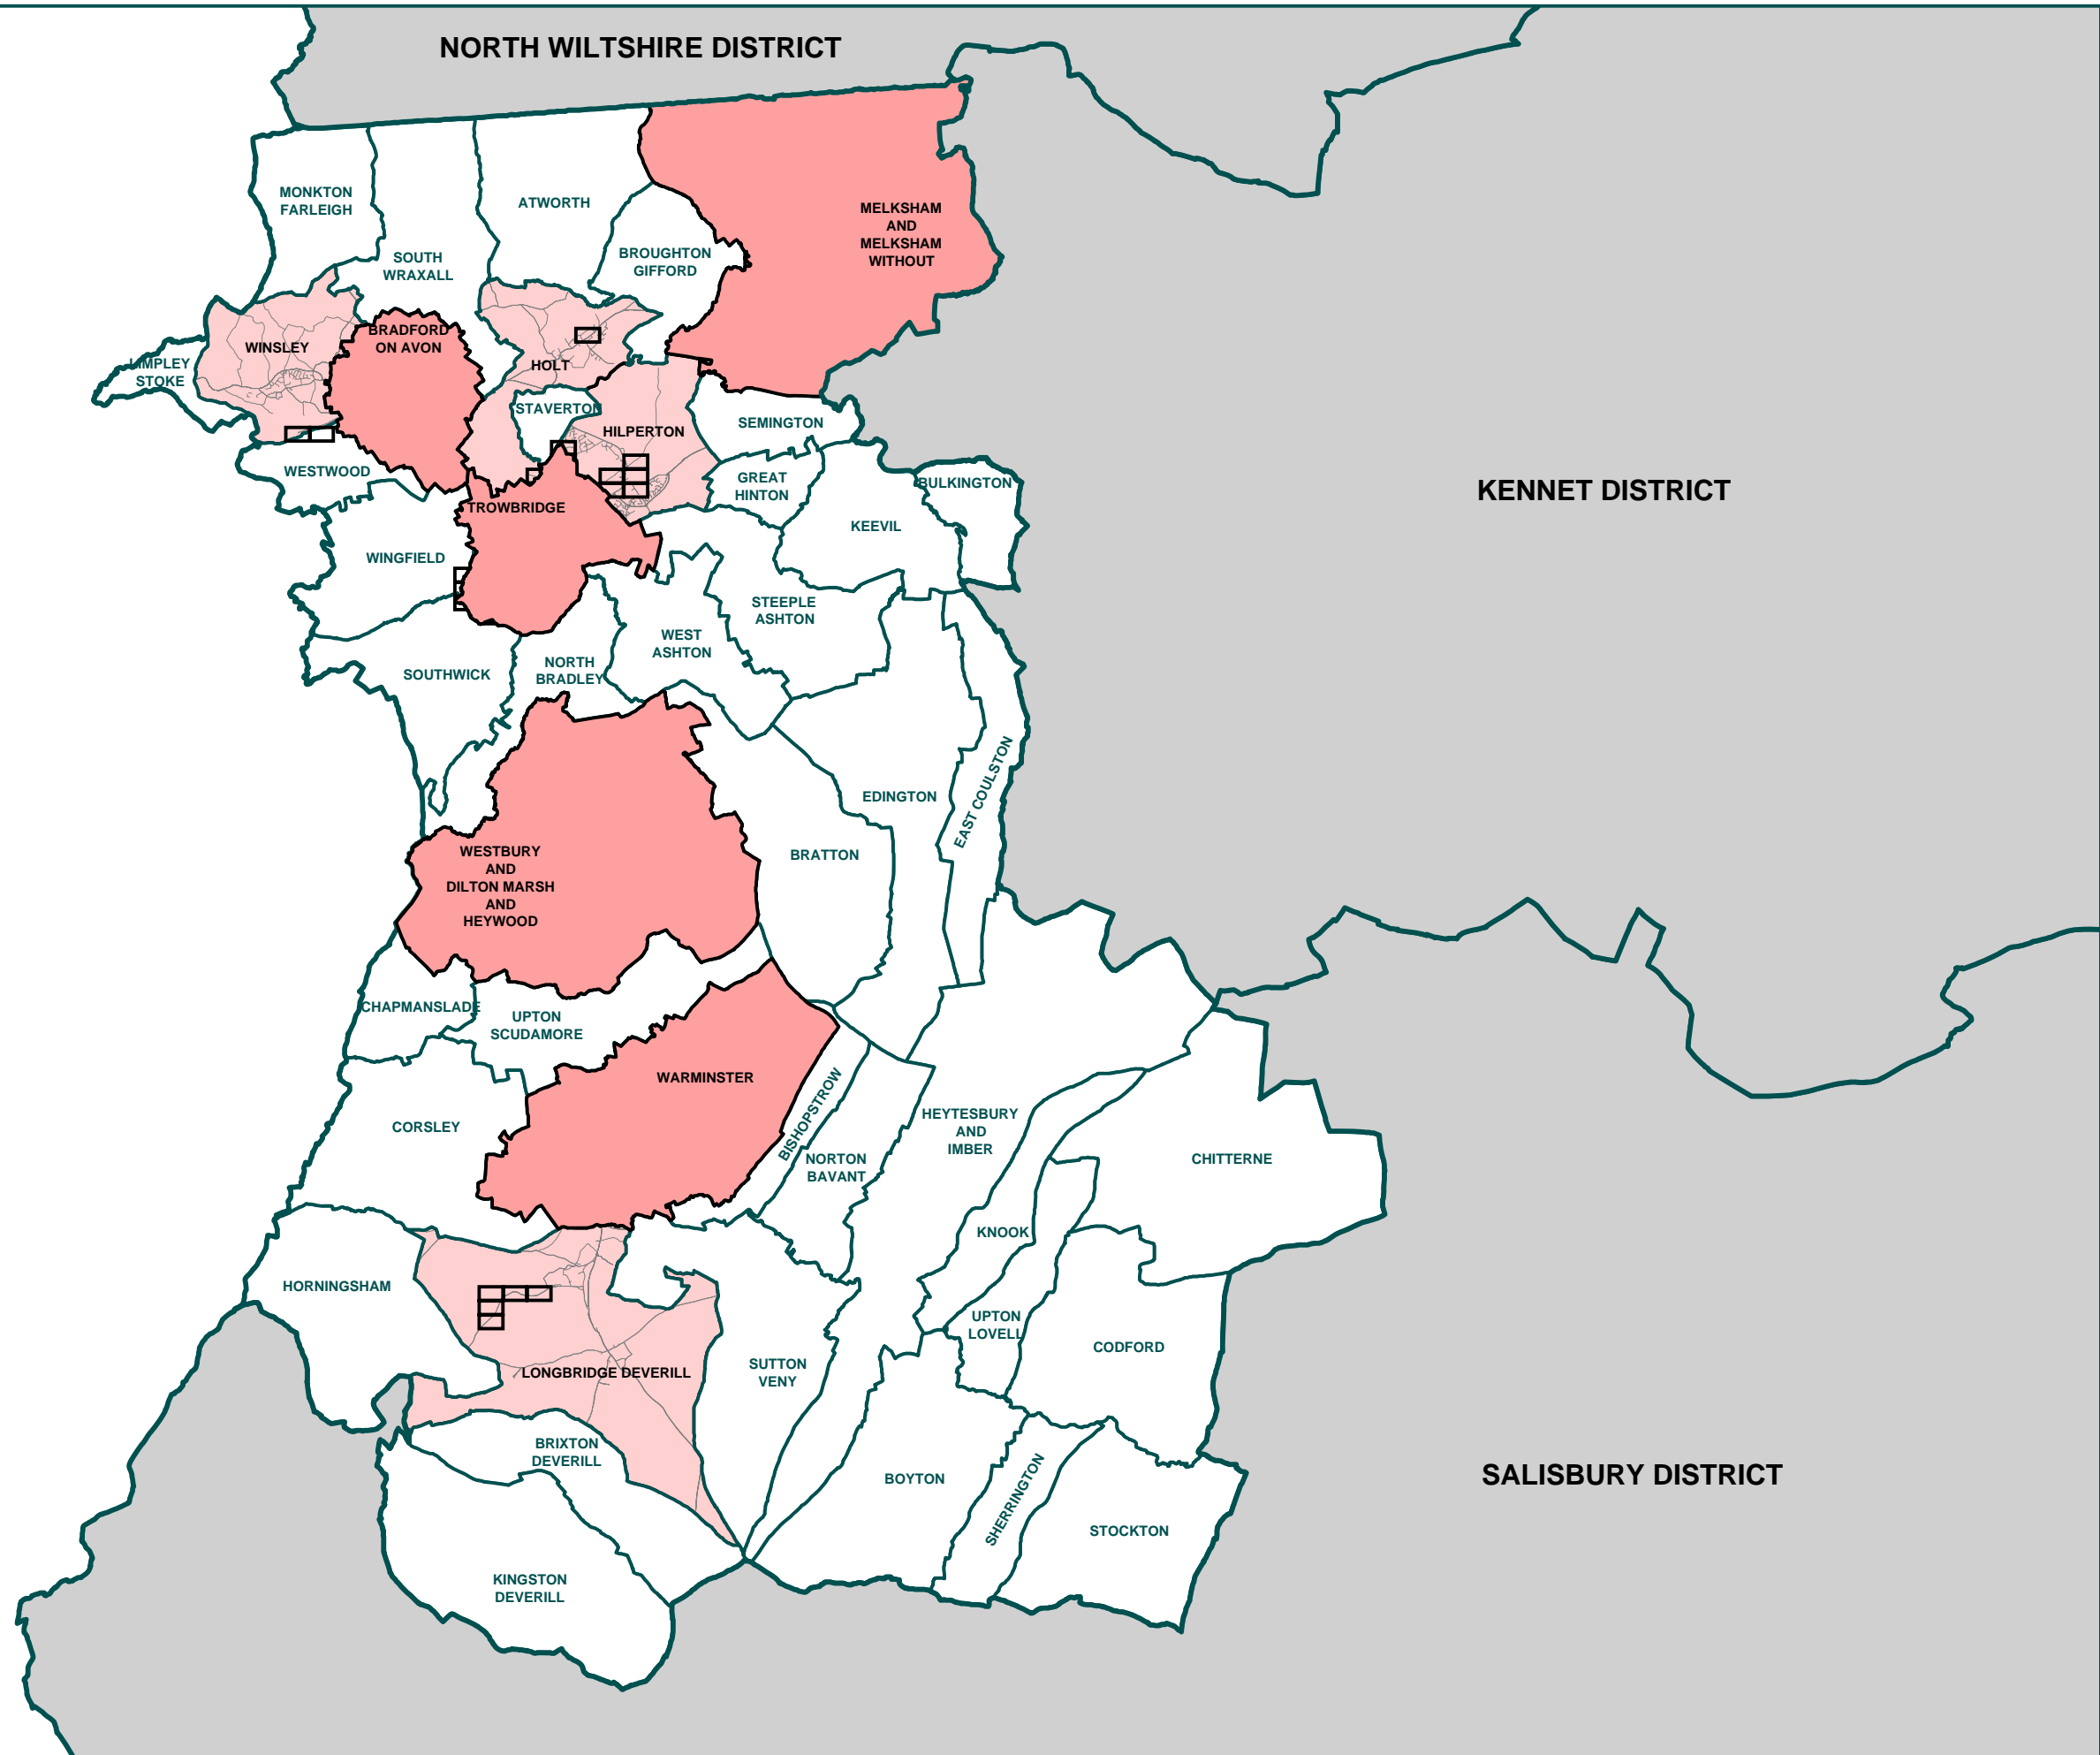 NORTH WILTSHIRE DISTRICT
MONKTON
FARLEIGH
ATWORTH
MELKSHAM
AND
MELKSHAM
WITHOUT
SOUTH
WRAXALL
BROUGHTON
GIFFORD
BRADFORD
ON AVON
WINSLEY
LIMPLEY
STOKE
HOLT
STAVERTON
SEMINGTON
HILPERTON
WESTWOOD
GREAT
HINTON
BULKINGTON
KENNET DISTRICT
TROWBRIDGE
KEEVIL
WINGFIELD
STEEPLE
ASHTON
WEST
ASHTON
SOUTHWICK
NORTH
BRADLEY
EDINGTON
EAST COULSTON
WESTBURY
AND
DILTON MARSH
AND
HEYWOOD
BRATTON
CHAPMANSLADE
UPTON
SCUDAMORE
WARMINSTER
BISHOPSTROW
CORSLEY
HEYTESBURY
AND
IMBER
NORTON
BAVANT
CHITTERNE
KNOOK
HORNINGSHAM
UPTON
LOVELL
CODFORD
SUTTON
VENY
LONGBRIDGE DEVERILL
BRIXTON
DEVERILL
BOYTON
SHERRINGTON
SALISBURY DISTRICT
STOCKTON
KINGSTON
DEVERILL